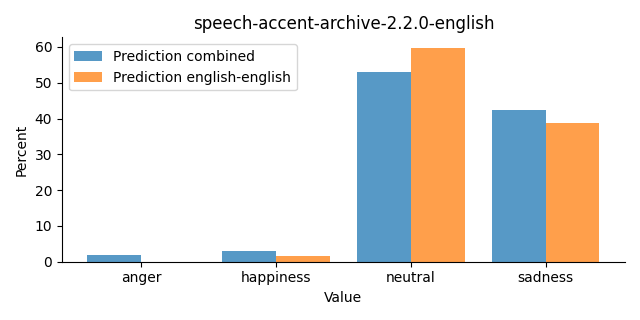 speech-accent-archive-2.2.0-english
Prediction combined
Prediction english-english
Percent
60
50
40
30
20
10
0
anger happiness neutral sadness
Value